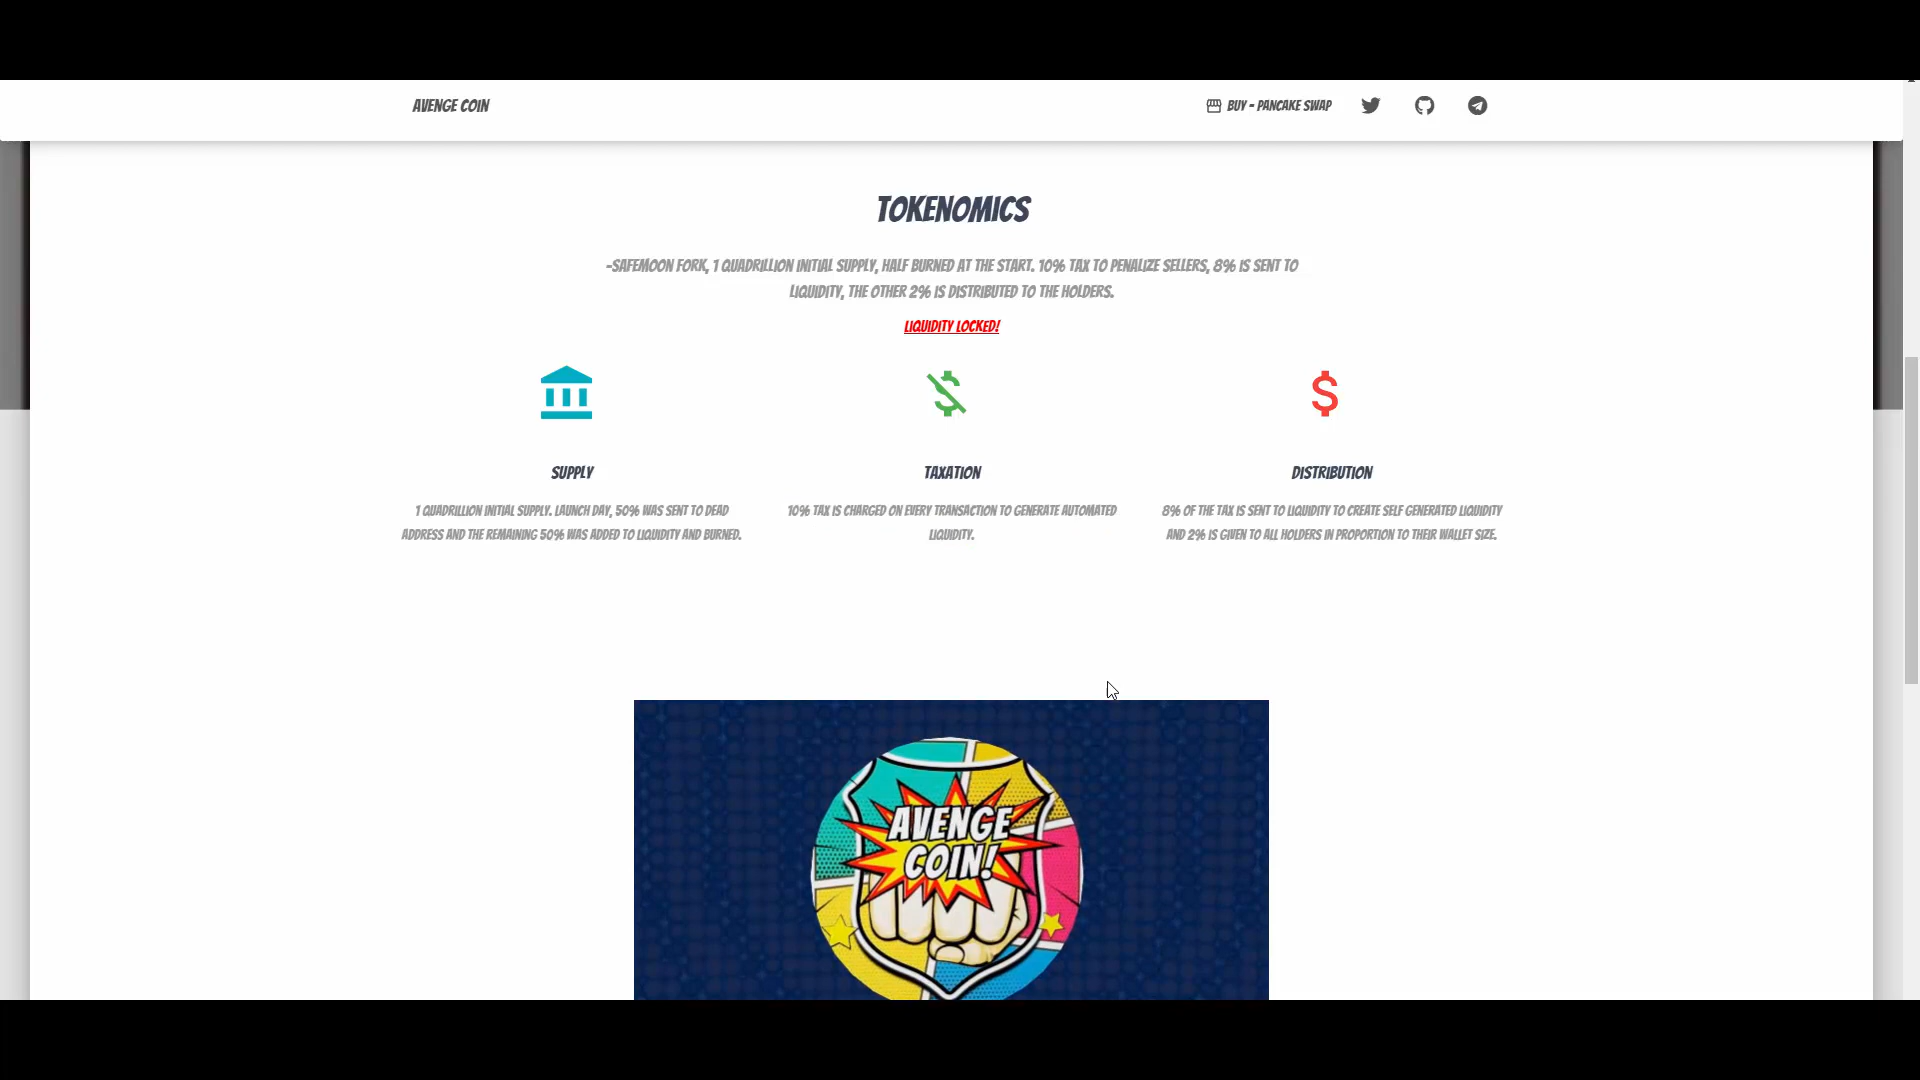 AVENGE COIN
BUY - PANCAKE SWAP
TOKENOMICS
-SAFEMOON FORK, 1 QUADRILLION INITIAL SUPPLY, HALF BURNED AT THE START. 10% TAX TO PENALIZE SELLERS, 8% IS SENT TO
LIQUIDITY, THE OTHER 2% IS DISTRIBUTED TO THE HOLDERS.
LIQUIDITY LOCKED!
SUPPLY
1 QUADRILLION INITIAL SUPPLY. LAUNCH DAY, 50% WAS SENT TO DEAD
ADDRESS AND THE REMAINING 50% WAS ADDED TO LIQUIDITY AND BURNED.
TAXATION
10% TAX IS CHARGED ON EVERY TRANSACTION TO GENERATE AUTOMATED
LIQUIDITY.
DISTRIBUTION
8% OF THE TAX IS SENT TO LIQUIDITY TO CREATE SELF GENERATED LIQUIDITY
AND 2% IS GIVEN TO ALL HOLDERS IN PROPORTION TO THEIR WALLET SIZE.
AVENGE
COIN!